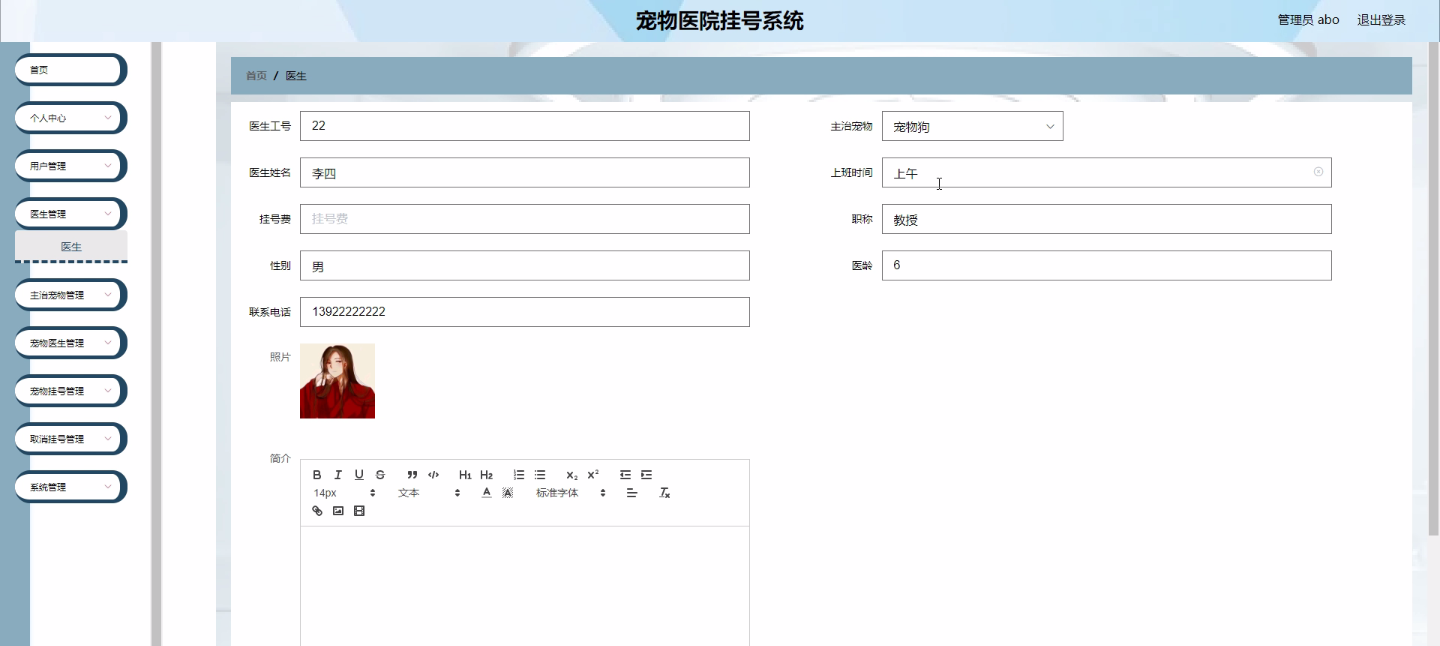 宠物医院挂号系统
管理员 abo 退出登录
首页
个人中心
用户管理
医生管理
医生
主治宠物管理
宠物医生管理
宠物挂号管理
取消挂号管理
系统管理
首页 / 医生
医生工号 22
主治宠物 宠物狗
医生姓名 李四
上班时间 上午
挂号费 挂号费
职称 教授
性别 男
医龄 6
联系电话 13922222222
照片
简介
B I U S H1 H2 X2 X2
14px 文本 A A 标准字体